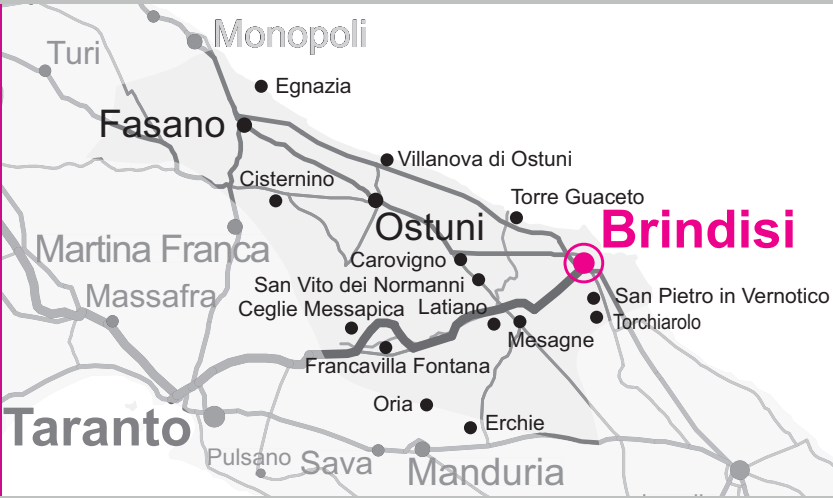 Monopoli
Turi
Egnazia
Fasano
Villanova di Ostuni
Cisternino
Torre Guaceto
Ostuni
Brindisi
Martina Franca
Carovigno
San Vito dei Normanni
Massafra
Ceglie Messapica
Latiano
San Pietro in Vernotico
Torchiarolo
Mesagne
Francavilla Fontana
Oria
Taranto
Erchie
Pulsano
Sava
Manduria